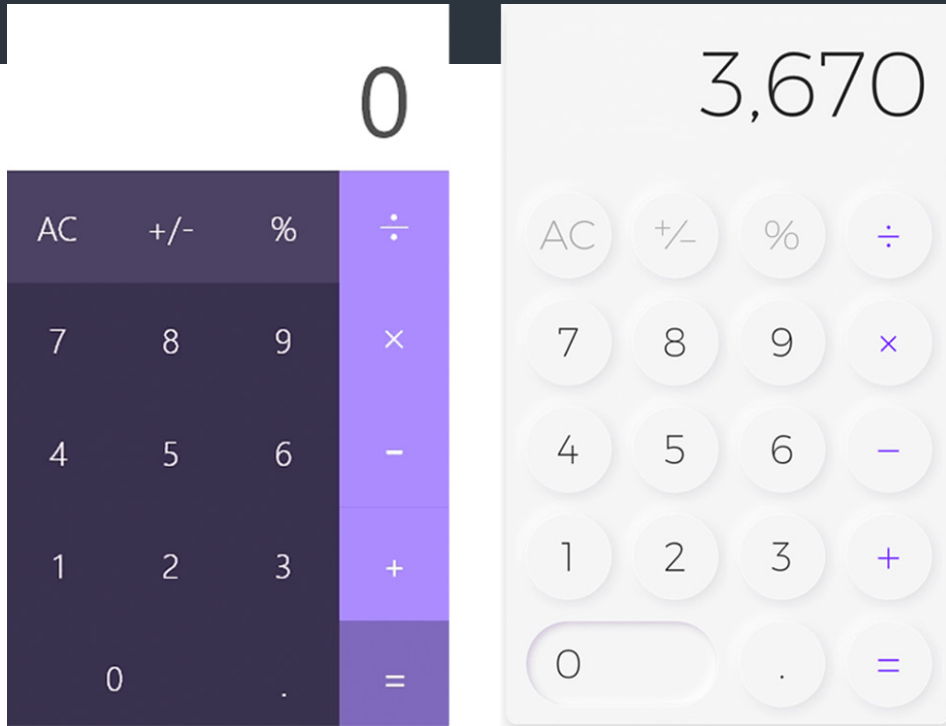 0
AC +/- % ÷
7 8 9 ×
4 5 6 -
1 2 3 +
0 . =
3,670
AC +/− % ÷
7 8 9 ×
4 5 6 −
1 2 3 +
0 . =